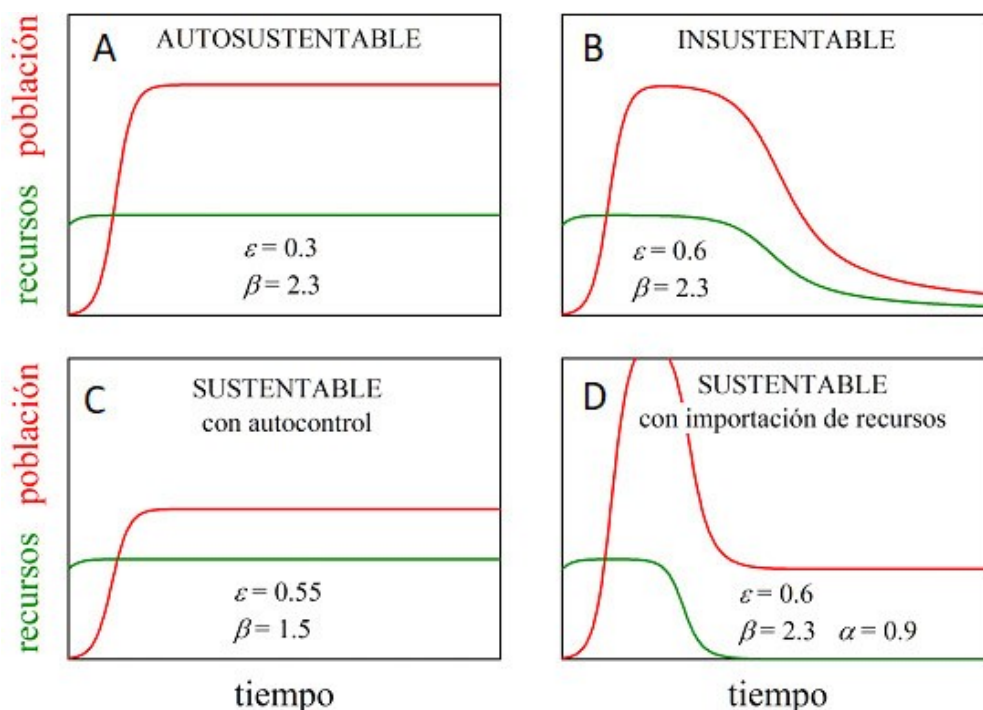 A
AUTOSUSTENTABLE
población
recursos
ε = 0.3
β = 2.3
B
INSUSTENTABLE
ε = 0.6
β = 2.3
C
SUSTENTABLE
con autocontrol
población
recursos
ε = 0.55
β = 1.5
tiempo
D
SUSTENTABLE
con importación de recursos
ε = 0.6
β = 2.3 α = 0.9
tiempo